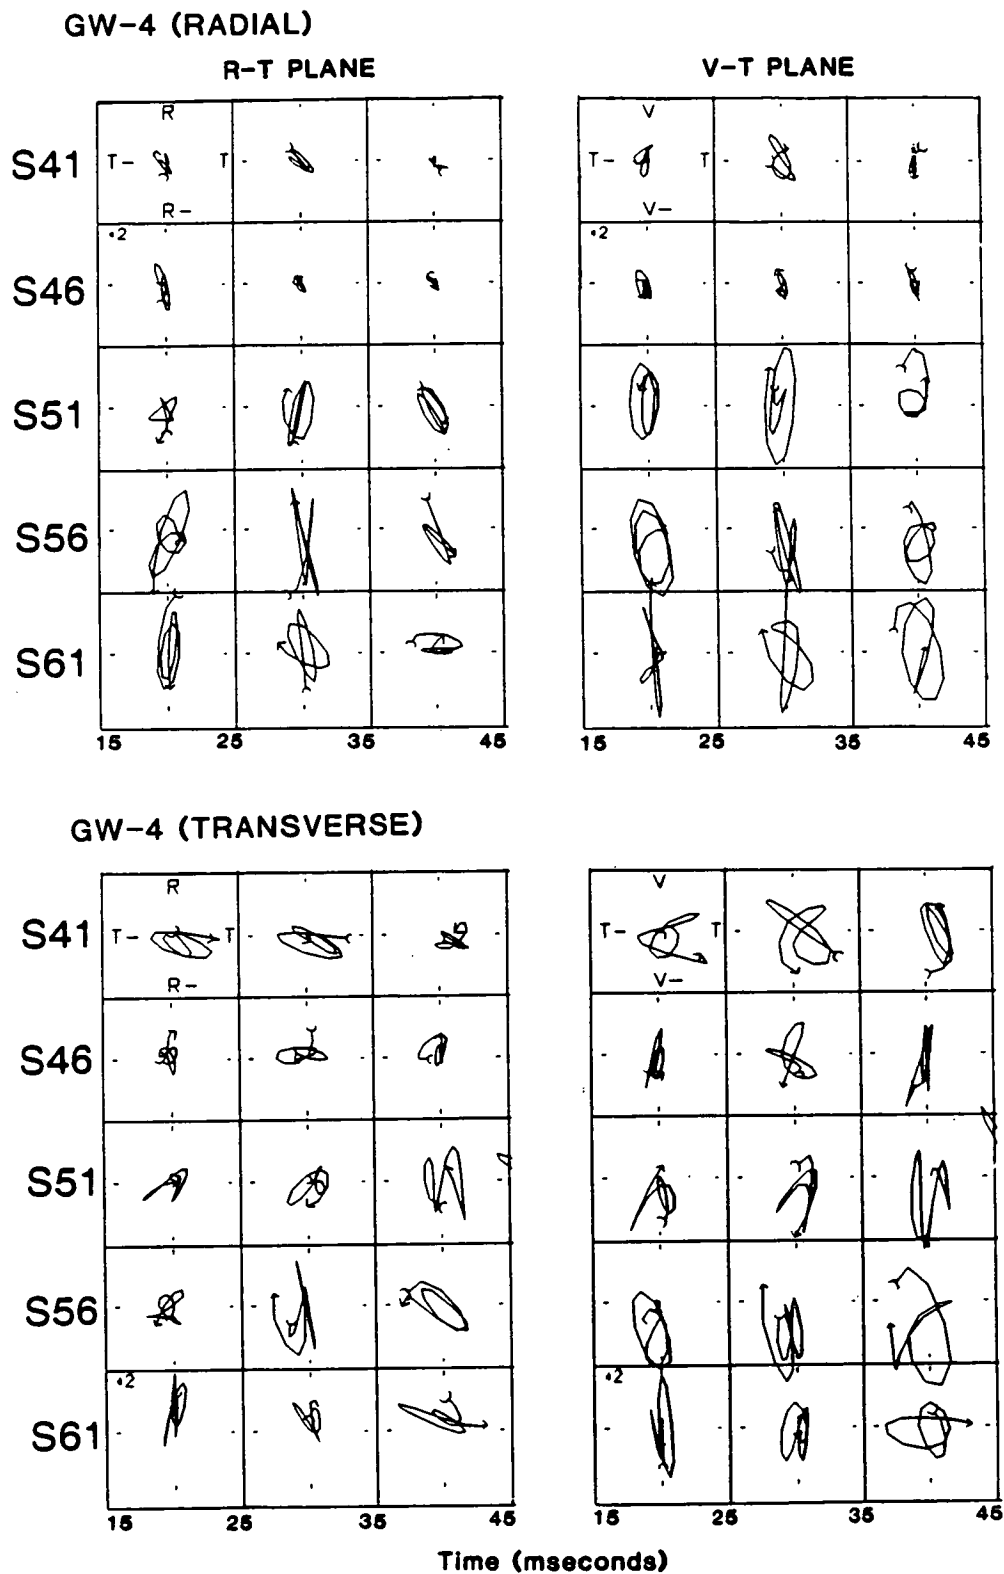 GW-4 (RADIAL)
R-T PLANE
V-T PLANE
R
V
S41
T-
T
T-
T
R-
V-
*2
*2
S46
S51
S56
S61
15 25 35 45
15 25 35 45
GW-4 (TRANSVERSE)
R
V
S41
T-
T
T-
T
R-
V-
S46
S51
S56
*2
*2
S61
15 25 35 45
15 25 35 45
Time (mseconds)